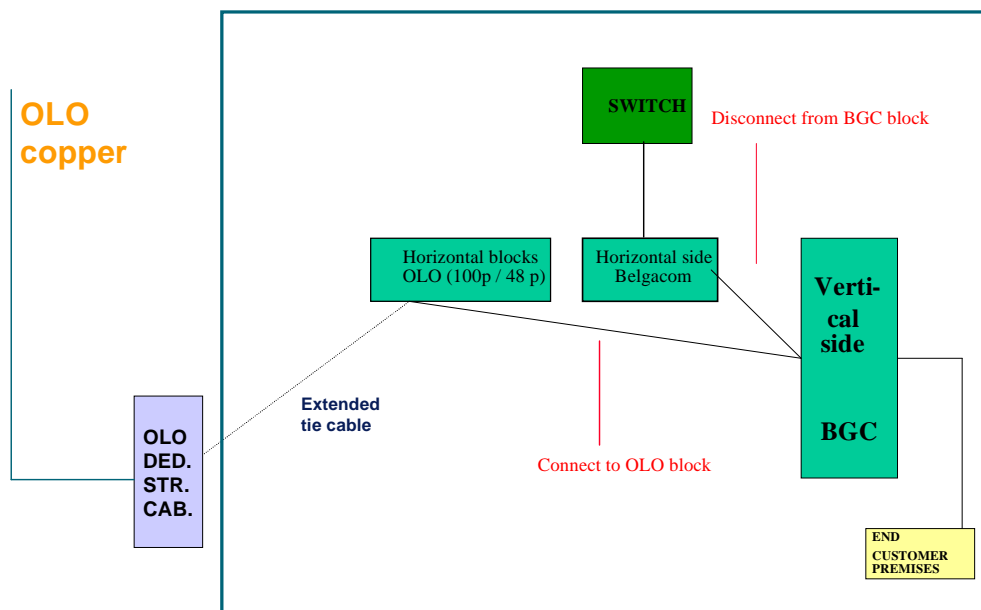 OLO
copper
SWITCH
Disconnect from BGC block
Horizontal blocks
OLO (100p / 48 p)
Horizontal side
Belgacom
Verti-
cal
side
BGC
Extended
tie cable
OLO
DED.
STR.
CAB.
Connect to OLO block
END
CUSTOMER
PREMISES